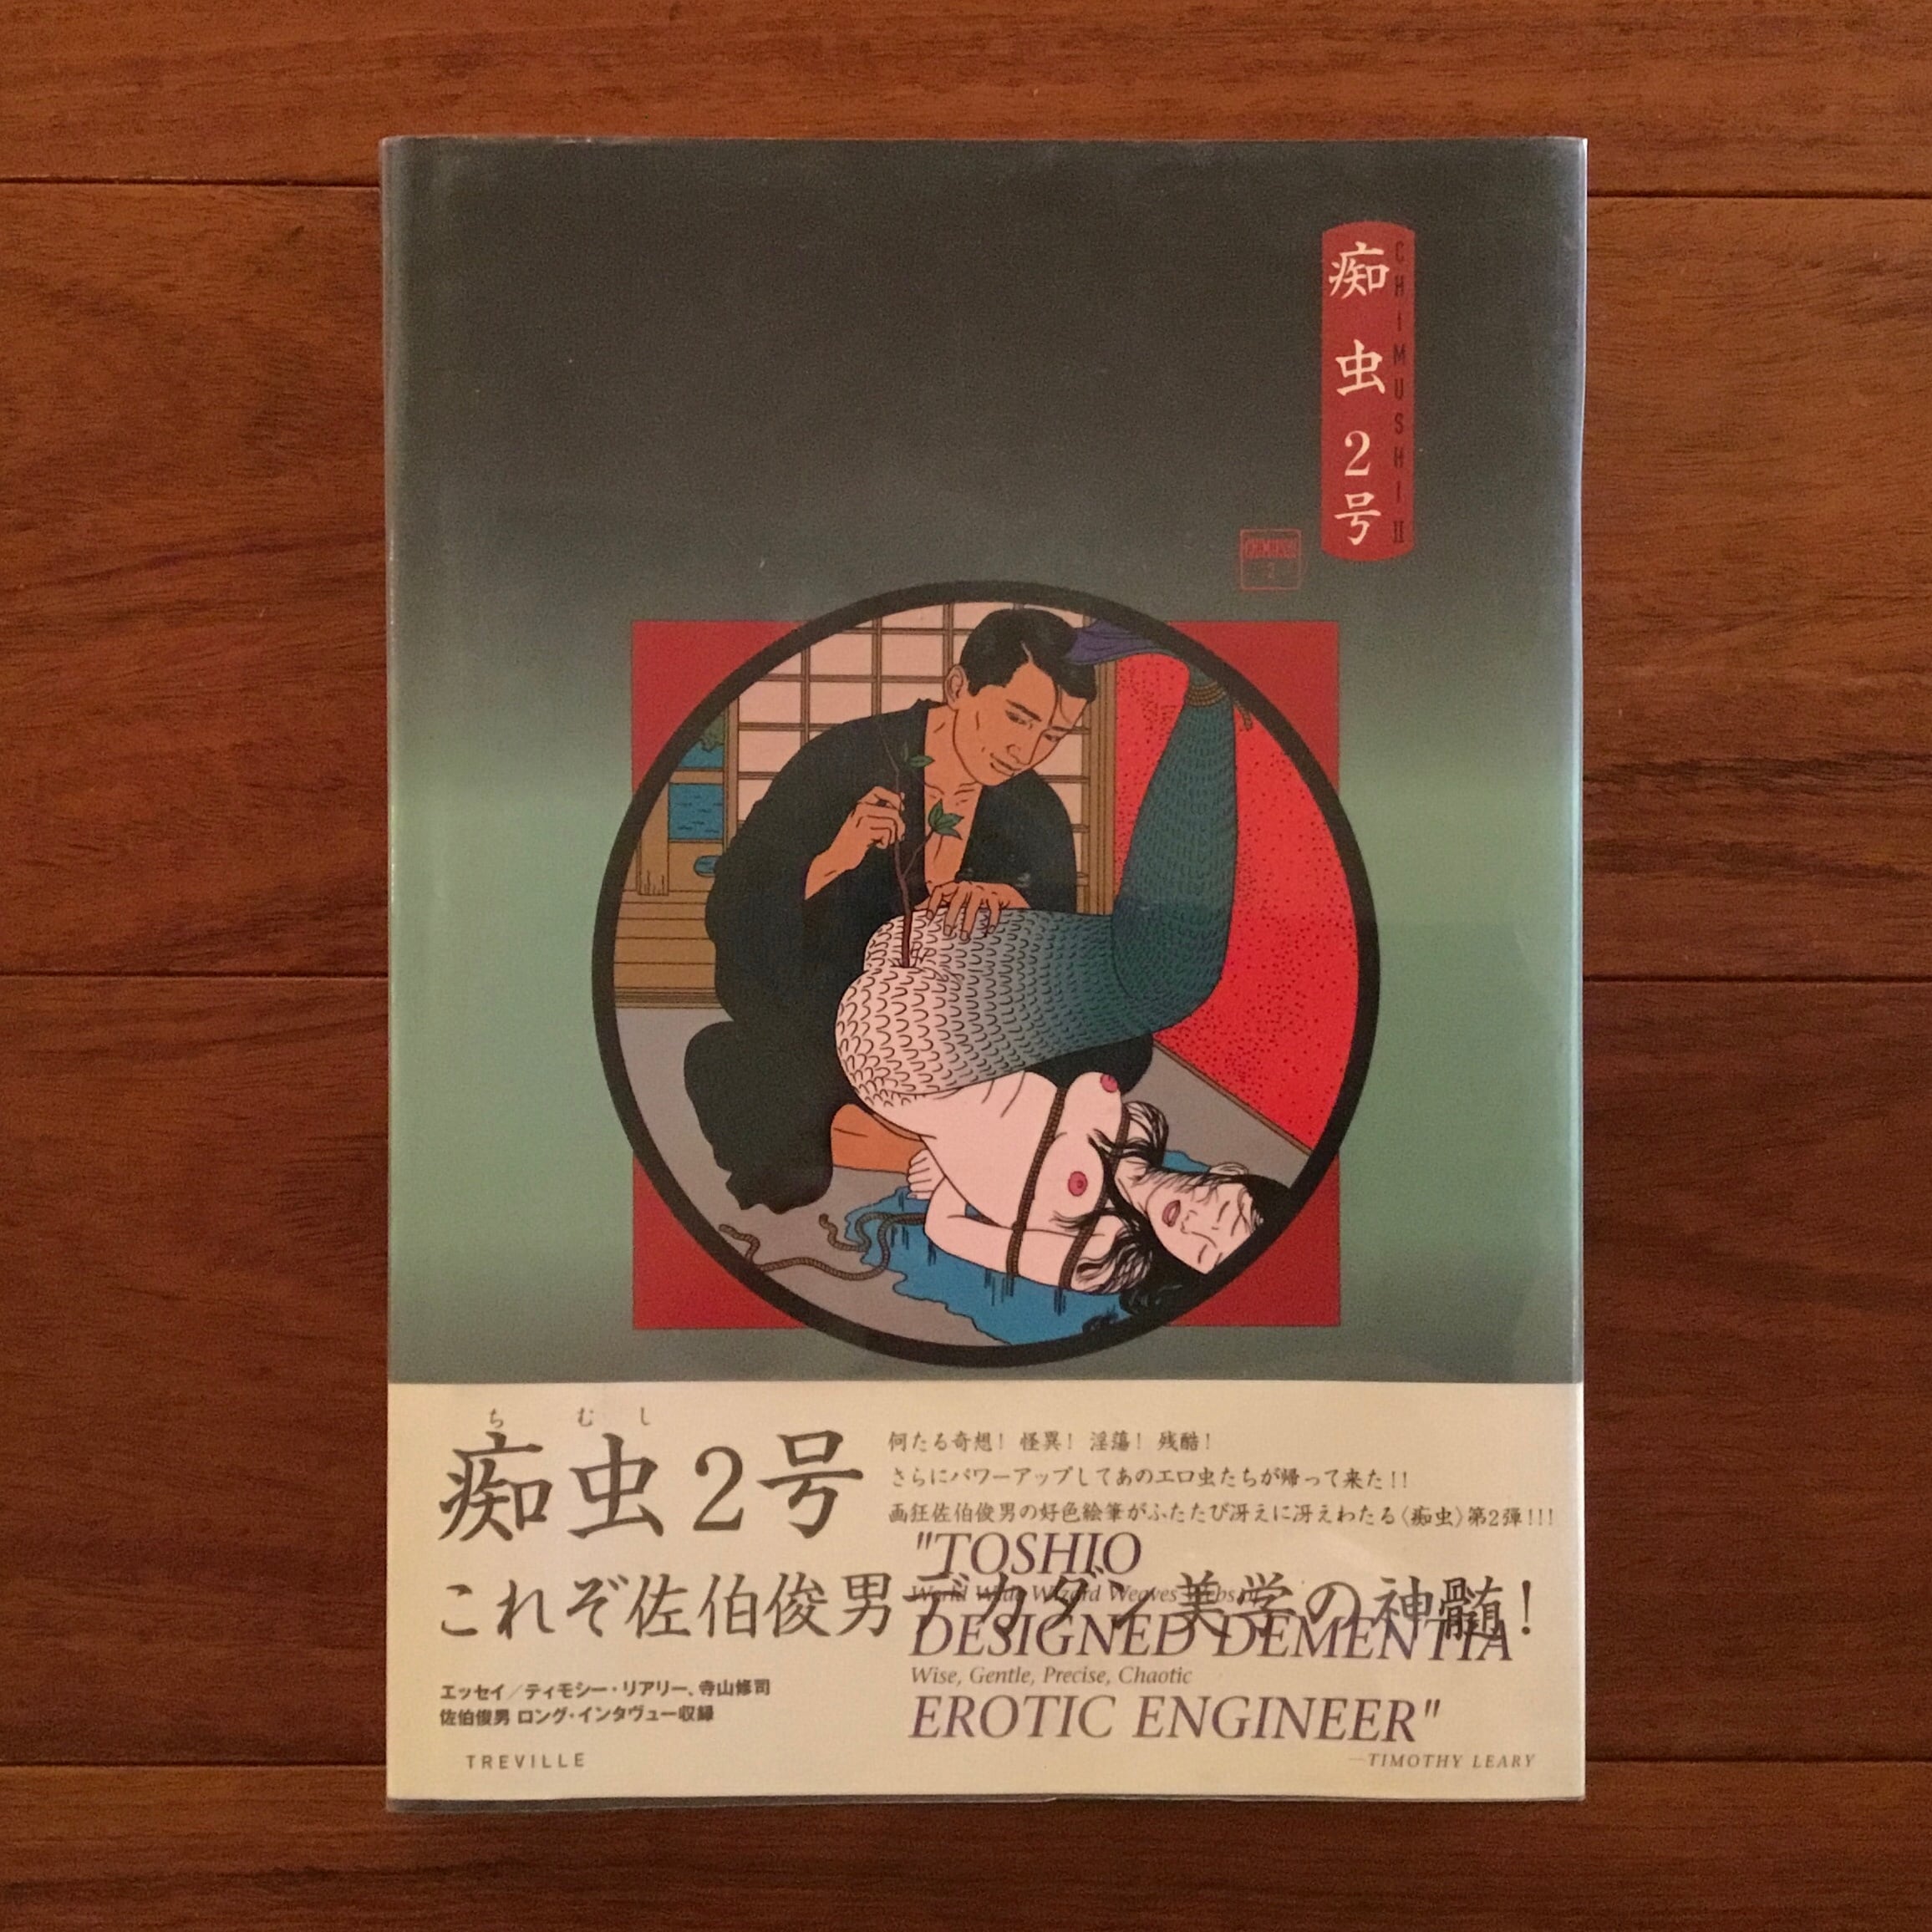 痴虫2号
CHIMUSHI II
ちむし
痴虫2号
何たる奇想! 怪異! 淫蕩! 残酷!
さらにパワーアップしてあのエロ虫たちが帰って来た!!
画狂佐伯俊男の好色絵筆がふたたび冴えに冴えわたる〈痴虫〉第2弾!!!
"TOSHIO
World Wide Wizard Weaves Webs of
DESIGNED DEMENTIA
Wise, Gentle, Precise, Chaotic
EROTIC ENGINEER"
—TIMOTHY LEARY
これぞ佐伯俊男デカダン美学の神髄!
エッセイ/ティモシー・リアリー、寺山修司
佐伯俊男 ロング・インタヴュー収録
TREVILLE